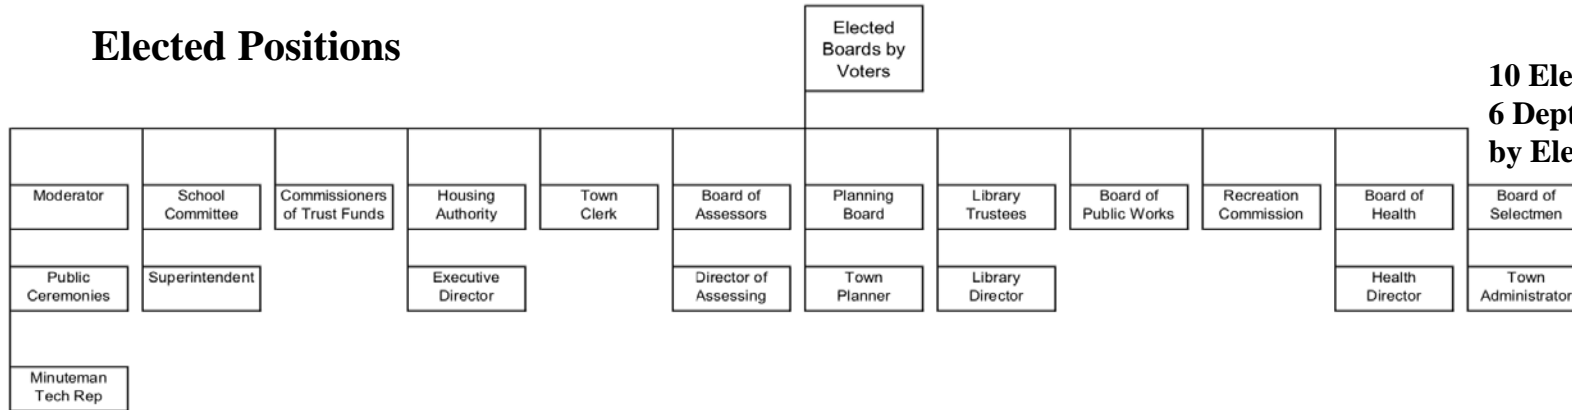 Elected Positions
Elected
Boards by
Voters
10 Ele
6 Dept
by Ele
Moderator
School
Committee
Commissioners
of Trust Funds
Housing
Authority
Town
Clerk
Board of
Assessors
Planning
Board
Library
Trustees
Board of
Public Works
Recreation
Commission
Board of
Health
Board of
Selectmen
Public
Ceremonies
Superintendent
Executive
Director
Director of
Assessing
Town
Planner
Library
Director
Health
Director
Town
Administrator
Minuteman
Tech Rep